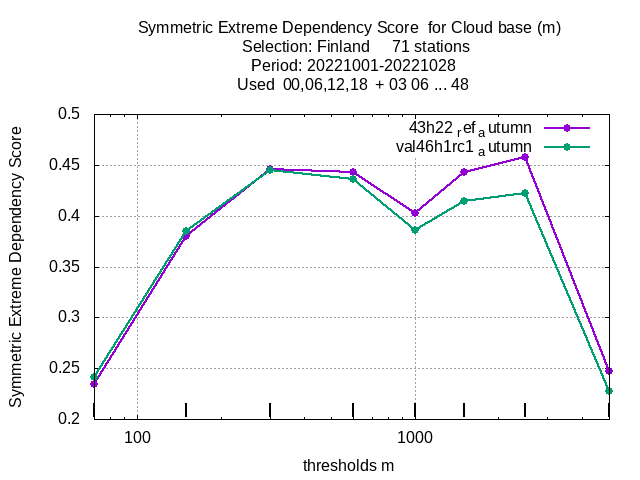 Symmetric Extreme Dependency Score  for Cloud base (m)
Selection: Finland     71 stations
Period: 20221001-20221028
Used  00,06,12,18  + 03 06 ... 48
43h22 ref autumn
val46h1rc1 autumn
Symmetric Extreme Dependency Score
0.5
0.45
0.4
0.35
0.3
0.25
0.2
100
1000
thresholds m